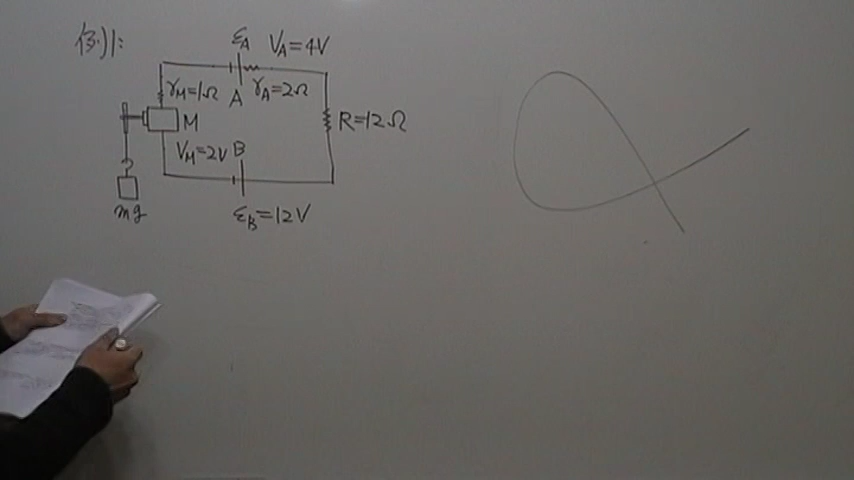 例1:
εA VA=4V
rM=1Ω A rA=2Ω
M R=12Ω
VM=2V B
mg εB=12V